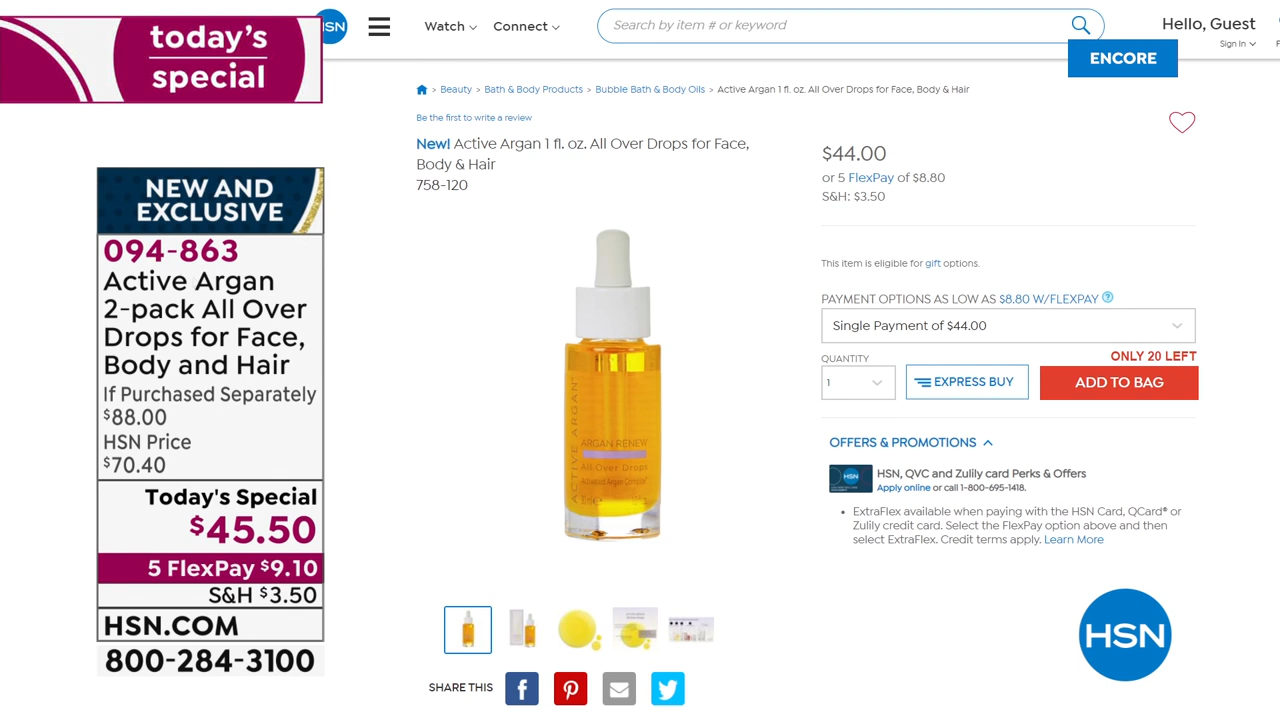 today's
special
HSN
Watch
Connect
Search by item # or keyword
Hello, Guest
Sign In
ENCORE
Beauty > Bath & Body Products > Bubble Bath & Body Oils > Active Argan 1 fl. oz. All Over Drops for Face, Body & Hair
Be the first to write a review
New! Active Argan 1 fl. oz. All Over Drops for Face,
Body & Hair
758-120
$44.00
or 5 FlexPay of $8.80
S&H: $3.50
This item is eligible for gift options.
PAYMENT OPTIONS AS LOW AS $8.80 W/FLEXPAY ?
Single Payment of $44.00
QUANTITY
ONLY 20 LEFT
1
EXPRESS BUY
ADD TO BAG
OFFERS & PROMOTIONS
HSN
HSN, QVC and Zulily card Perks & Offers
Apply online or call 1-800-695-1418.
• ExtraFlex available when paying with the HSN Card, QCard® or
Zulily credit card. Select the FlexPay option above and then
select ExtraFlex. Credit terms apply. Learn More
NEW AND
EXCLUSIVE
094-863
Active Argan
2-pack All Over
Drops for Face,
Body and Hair
If Purchased Separately
$88.00
HSN Price
$70.40
Today's Special
$45.50
5 FlexPay $9.10
S&H $3.50
HSN.COM
800-284-3100
ACTIVE ARGAN
ARGAN RENEW
All Over Drops
Activated Argan Complex
SHARE THIS
HSN